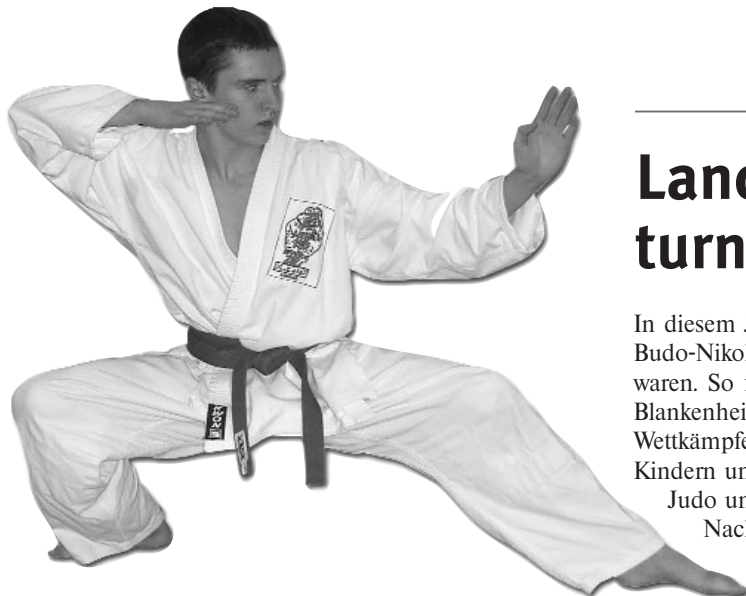 Land
turn
In diesem
Budo-Nikol
waren. So
Blankenhei
Wettkämpfe
Kindern un
Judo un
Nach